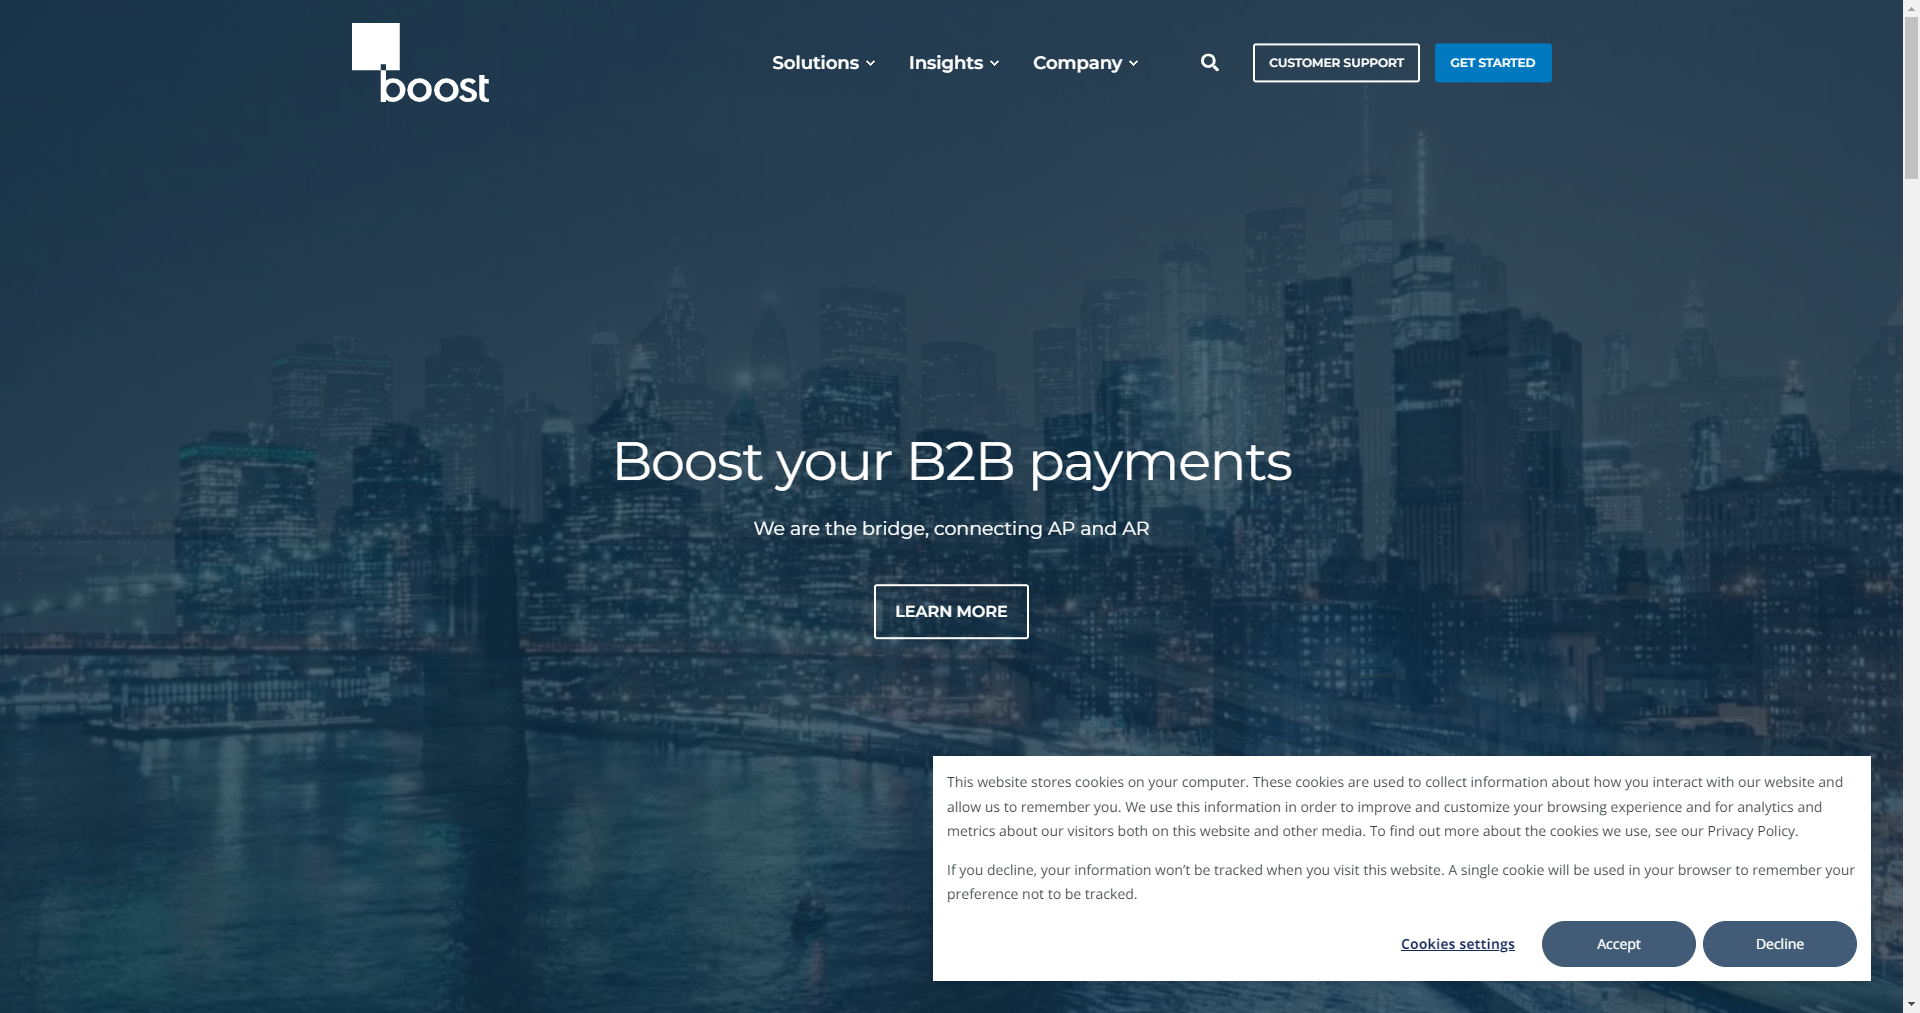 boost
Solutions
Insights
Company
CUSTOMER SUPPORT
GET STARTED
Boost your B2B payments
We are the bridge, connecting AP and AR
LEARN MORE
This website stores cookies on your computer. These cookies are used to collect information about how you interact with our website and
allow us to remember you. We use this information in order to improve and customize your browsing experience and for analytics and
metrics about our visitors both on this website and other media. To find out more about the cookies we use, see our Privacy Policy.
If you decline, your information won’t be tracked when you visit this website. A single cookie will be used in your browser to remember your
preference not to be tracked.
Cookies settings
Accept
Decline